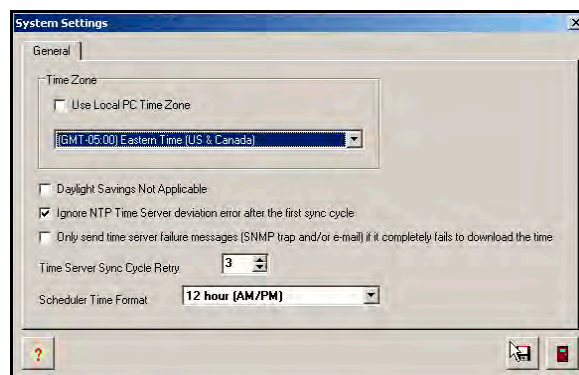 System Settings
General
Time Zone
Use Local PC Time Zone
(GMT-05:00) Eastern Time (US & Canada)
Daylight Savings Not Applicable
Ignore NTP Time Server deviation error after the first sync cycle
Only send time server failure messages (SNMP trap and/or e-mail) if it completely fails to download the time
Time Server Sync Cycle Retry 3
Scheduler Time Format 12 hour (AM/PM)
?